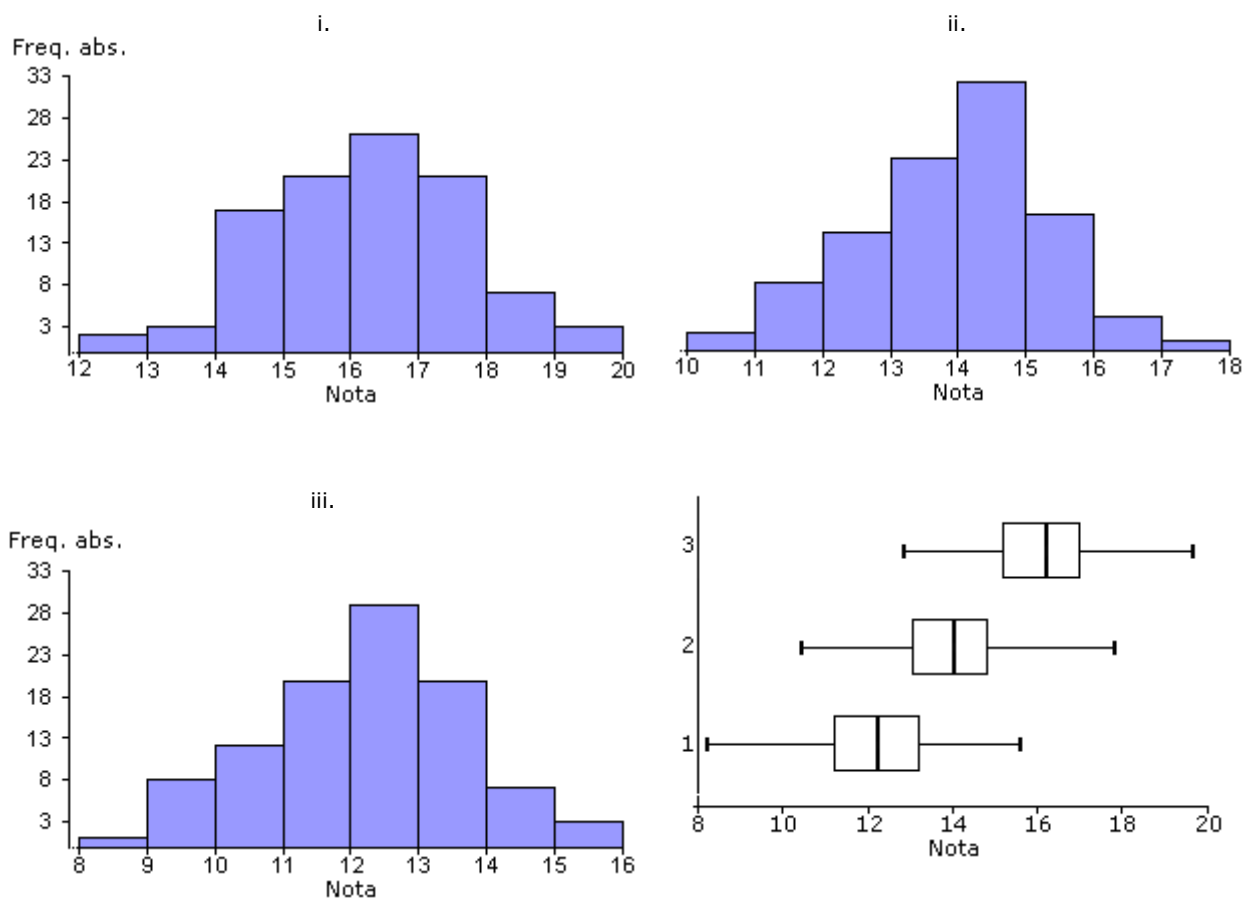 i.
Freq. abs.
33
28
23
18
13
8
3
12 13 14 15 16 17 18 19 20
Nota
ii.
10 11 12 13 14 15 16 17 18
Nota
iii.
Freq. abs.
33
28
23
18
13
8
3
8 9 10 11 12 13 14 15 16
Nota
3
2
1
8 10 12 14 16 18 20
Nota